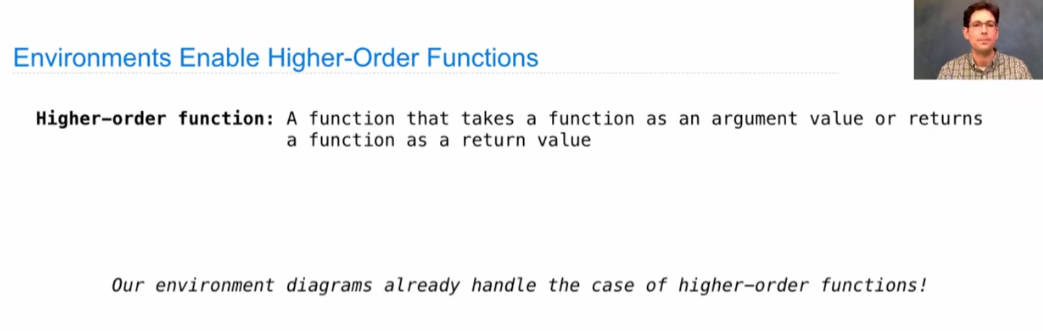 Environments Enable Higher-Order Functions
Higher-order function: A function that takes a function as an argument value or returns
a function as a return value
Our environment diagrams already handle the case of higher-order functions!